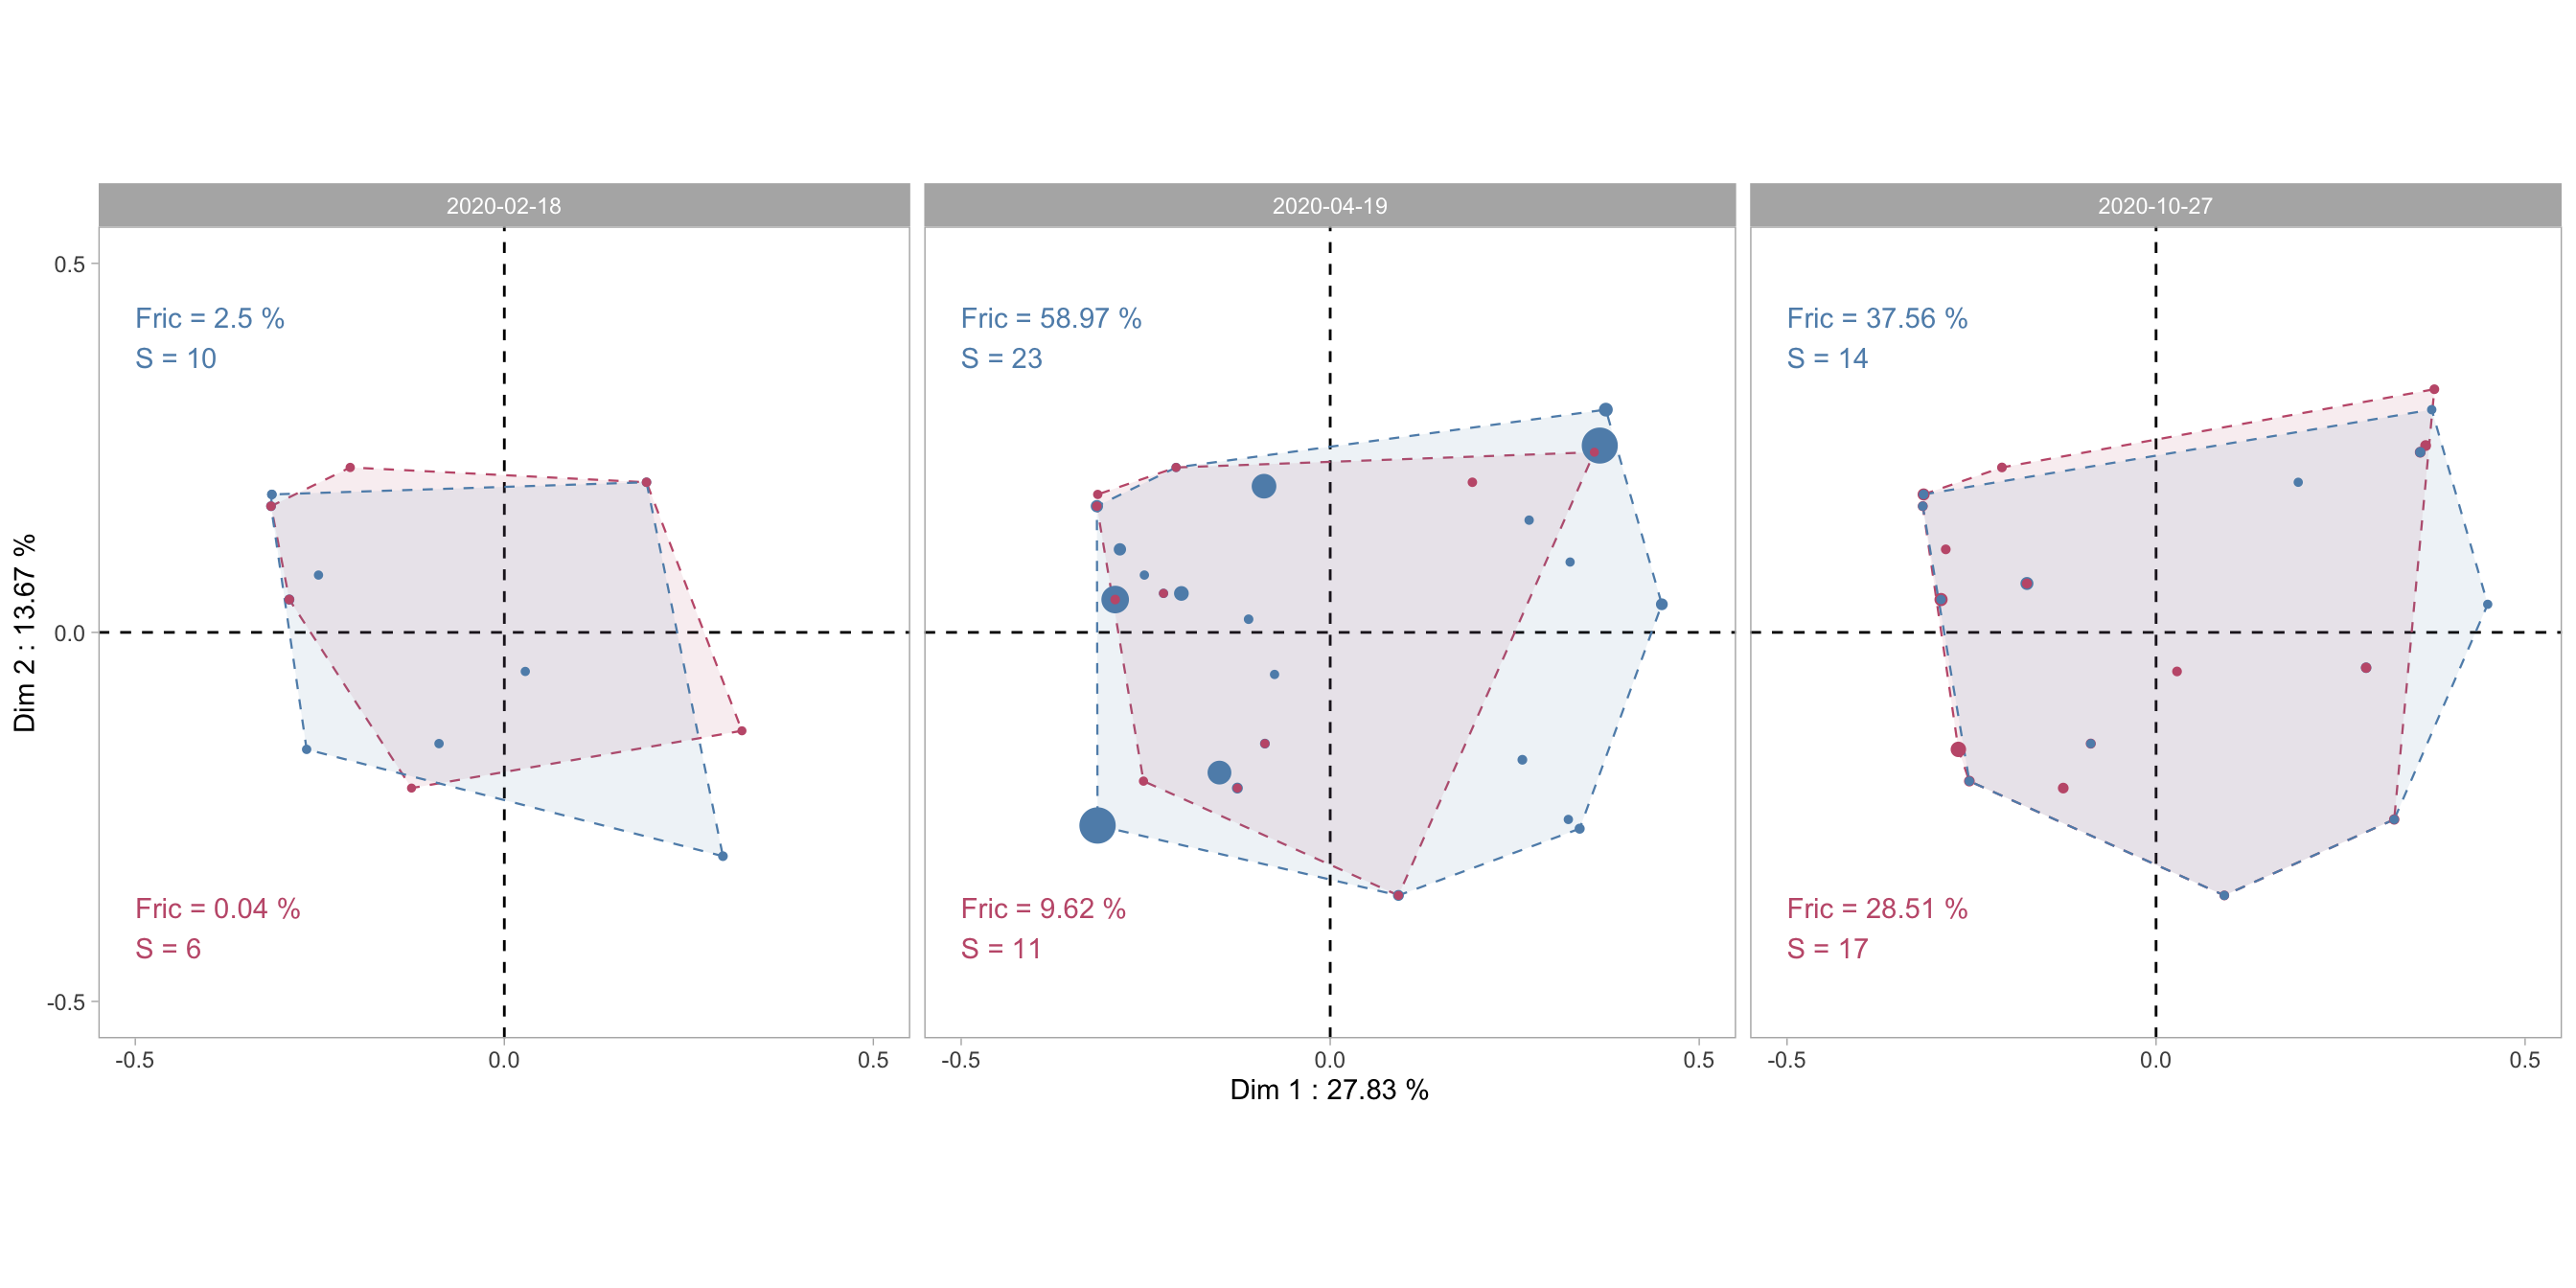 2020-02-18
2020-04-19
2020-10-27
0.5
0.0
-0.5
Dim 2 : 13.67 %
Fric = 2.5 %
S = 10
Fric = 0.04 %
S = 6
Fric = 58.97 %
S = 23
Fric = 9.62 %
S = 11
Fric = 37.56 %
S = 14
Fric = 28.51 %
S = 17
-0.5 0.0 0.5
-0.5 0.0 0.5
-0.5 0.0 0.5
Dim 1 : 27.83 %